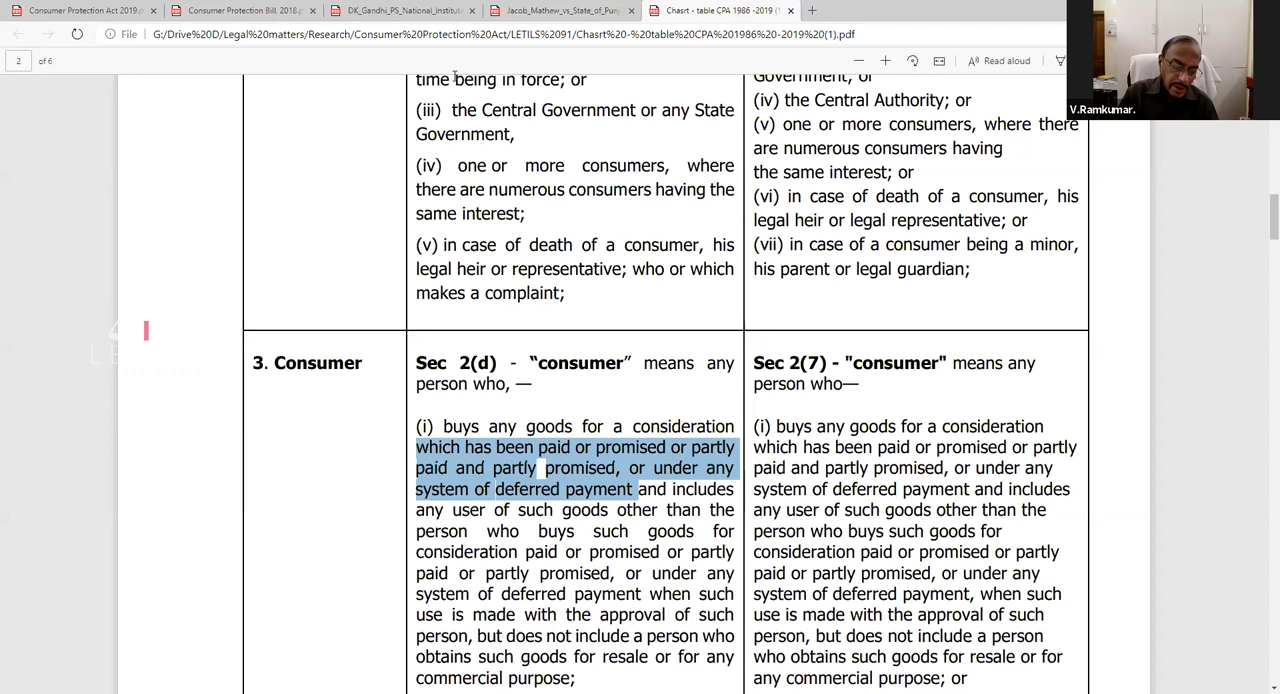 Consumer Protection Act 2019.p
Consumer Protection Bill, 2018.p
DK_Gandhi_PS_National_Institut
Jacob_Mathew_vs_State_of_Punj
Chasrt - table CPA 1986 -2019 (1
File
G:/Drive%20D/Legal%20matters/Research/Consumer%20Protection%20Act/LETILS%2091/Chasrt%20-%20table%20CPA%201986%20-2019%20(1).pdf
2 of 6
Read aloud
V.Ramkumar.
time being in force; or
(iii) the Central Government or any State
Government,
(iv) one or more consumers, where
there are numerous consumers having the
same interest;
(v) in case of death of a consumer, his
legal heir or representative; who or which
makes a complaint;
Government; or
(iv) the Central Authority; or
(v) one or more consumers, where there
are numerous consumers having
the same interest; or
(vi) in case of death of a consumer, his
legal heir or legal representative; or
(vii) in case of a consumer being a minor,
his parent or legal guardian;
3. Consumer
Sec 2(d) - “consumer” means any
person who, —
(i) buys any goods for a consideration
which has been paid or promised or partly
paid and partly promised, or under any
system of deferred payment and includes
any user of such goods other than the
person who buys such goods for
consideration paid or promised or partly
paid or partly promised, or under any
system of deferred payment when such
use is made with the approval of such
person, but does not include a person who
obtains such goods for resale or for any
commercial purpose;
Sec 2(7) - "consumer" means any
person who—
(i) buys any goods for a consideration
which has been paid or promised or partly
paid and partly promised, or under any
system of deferred payment and includes
any user of such goods other than the
person who buys such goods for
consideration paid or promised or partly
paid or partly promised, or under any
system of deferred payment, when such
use is made with the approval of such
person, but does not include a person
who obtains such goods for resale or for
any commercial purpose; or